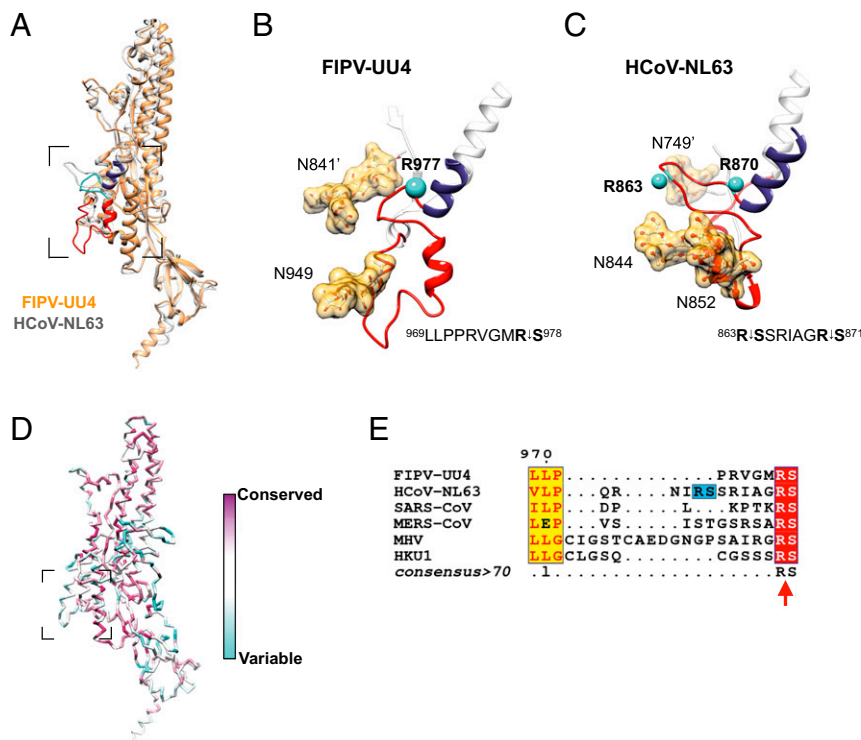 A
FIPV-UU4
HCoV-NL63
B
FIPV-UU4
N841'
R977
N949
969LLPPRVGMR↓S978
C
HCoV-NL63
N749'
R870
R863
N844
N852
863R↓SSRIAGR↓S871
D
Conserved
Variable
E
970
FIPV-UU4 LLP...............PRVGMRS
HCoV-NL63 VLP...QR....NIRSSRIAGRS
SARS-CoV ILP...DP....L...KPTKRS
MERS-CoV LEP...VS....ISTGSRSARS
MHV LLGCIGSTCAEDGNGPSAIRGRS
HKU1 LLGCLGSQ.......CGSSSRS
consensus>70 .l....................RS